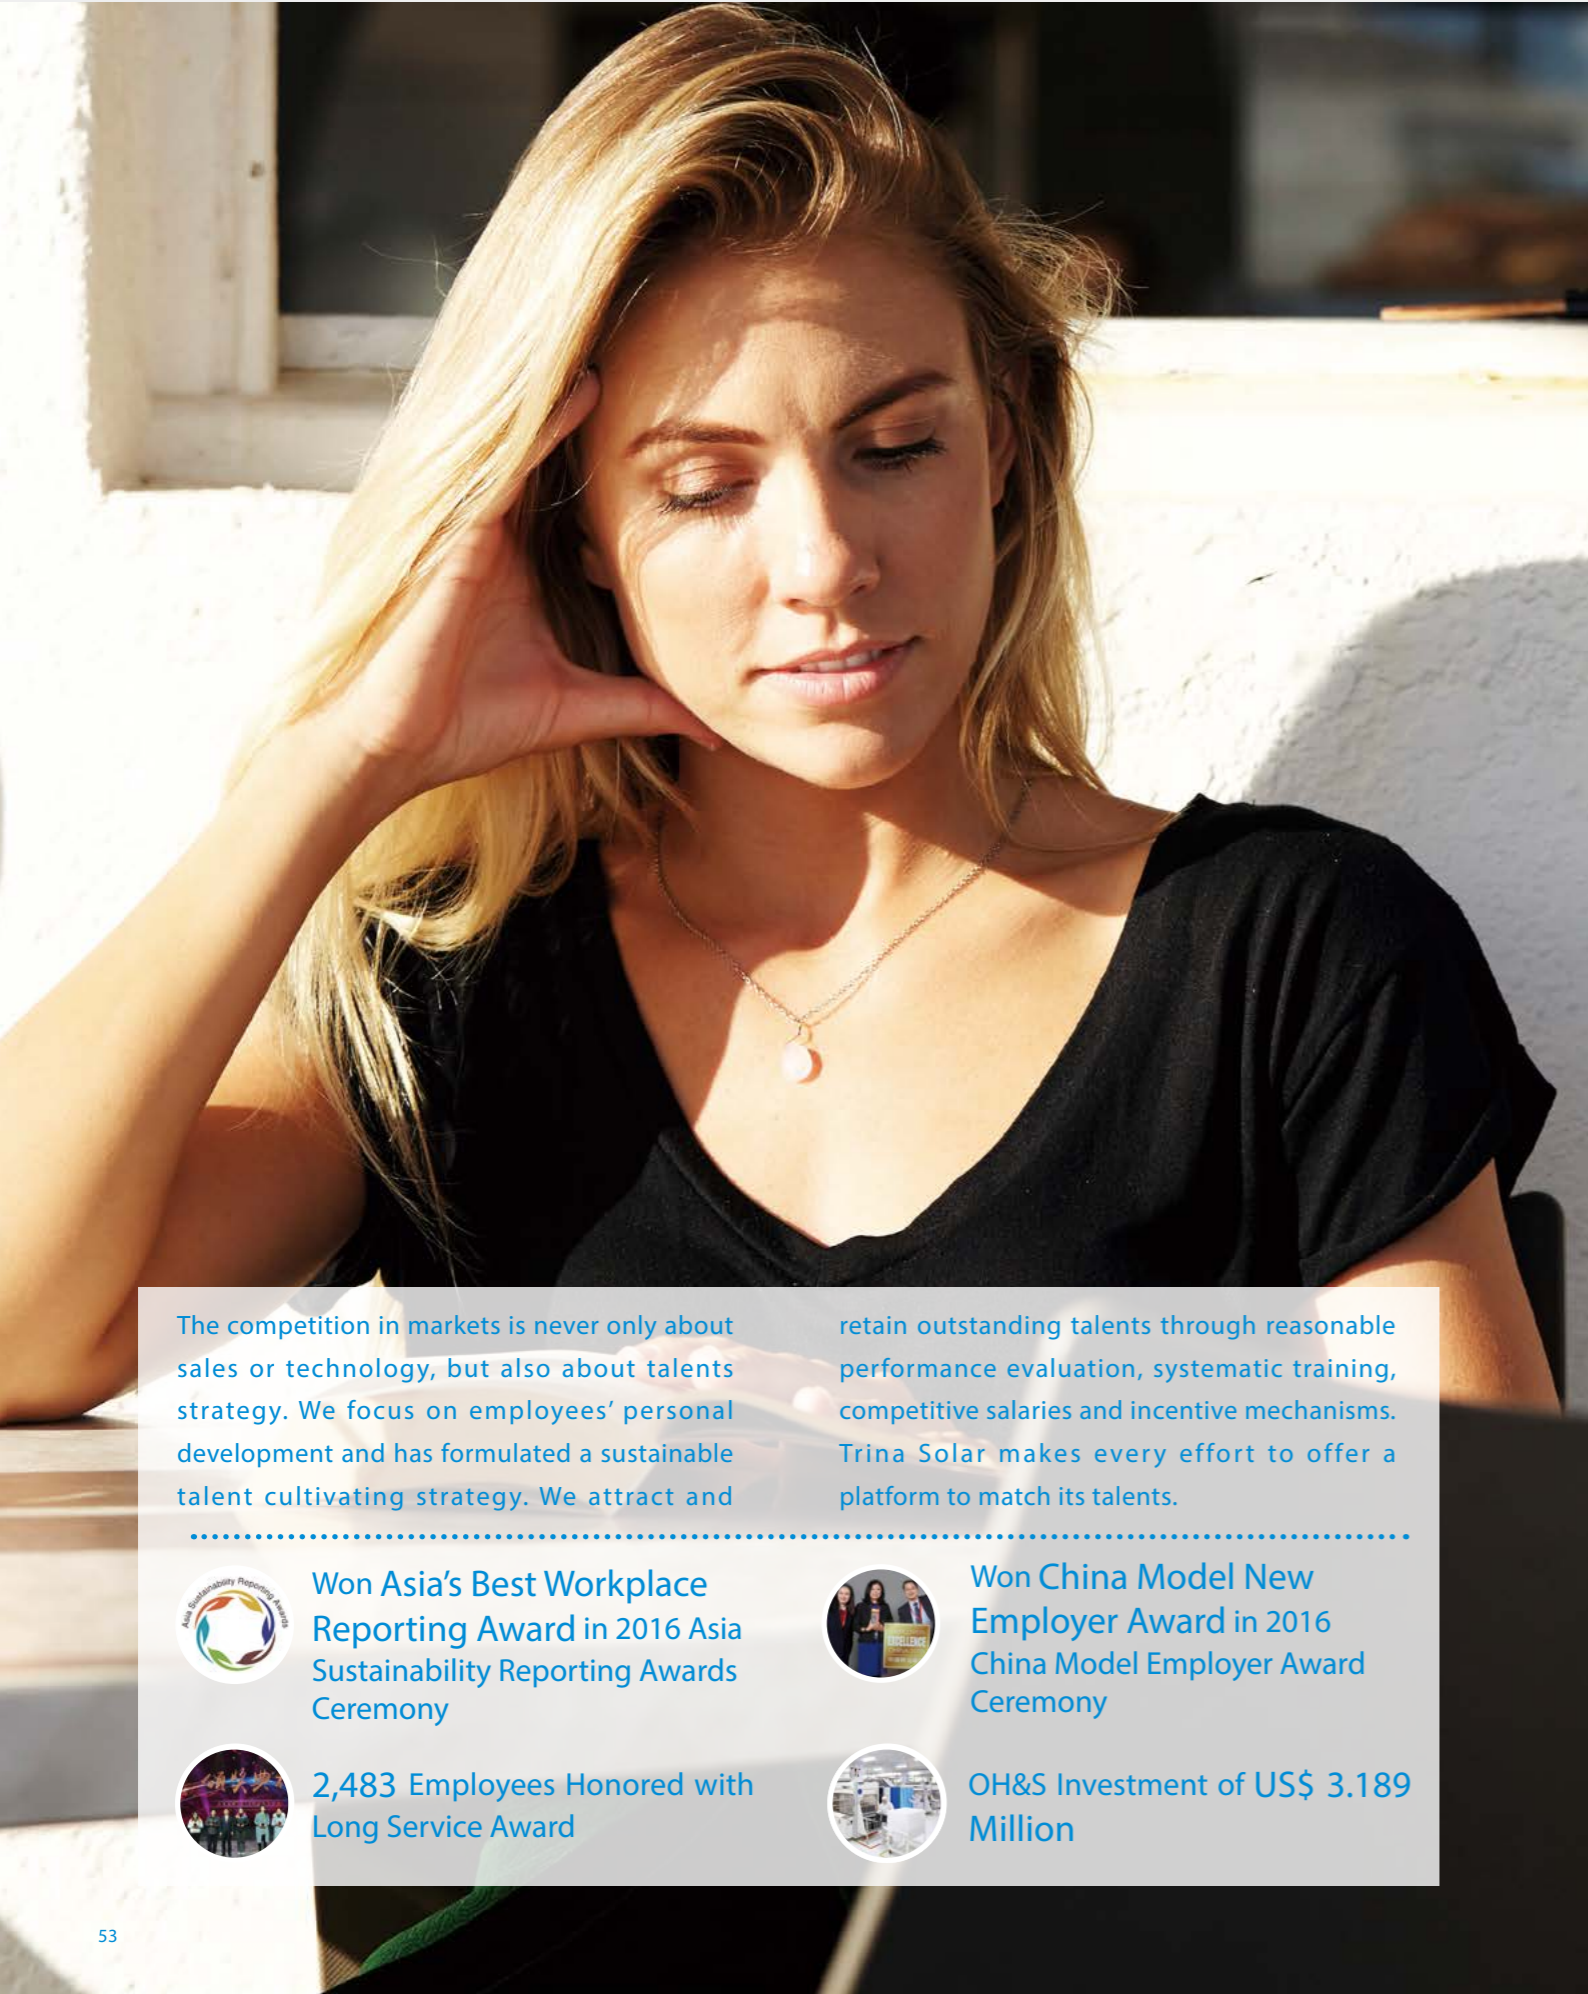 The competition in markets is never only about
sales or technology, but also about talents
strategy. We focus on employees’ personal
development and has formulated a sustainable
talent cultivating strategy. We attract and
retain outstanding talents through reasonable
performance evaluation, systematic training,
competitive salaries and incentive mechanisms.
Trina Solar makes every effort to offer a
platform to match its talents.
Asia Sustainability Reporting Awards
Won Asia’s Best Workplace
Reporting Award in 2016 Asia
Sustainability Reporting Awards
Ceremony
EXCELLENCE
Won China Model New
Employer Award in 2016
China Model Employer Award
Ceremony
2,483 Employees Honored with
Long Service Award
OH&S Investment of US$ 3.189
Million
53